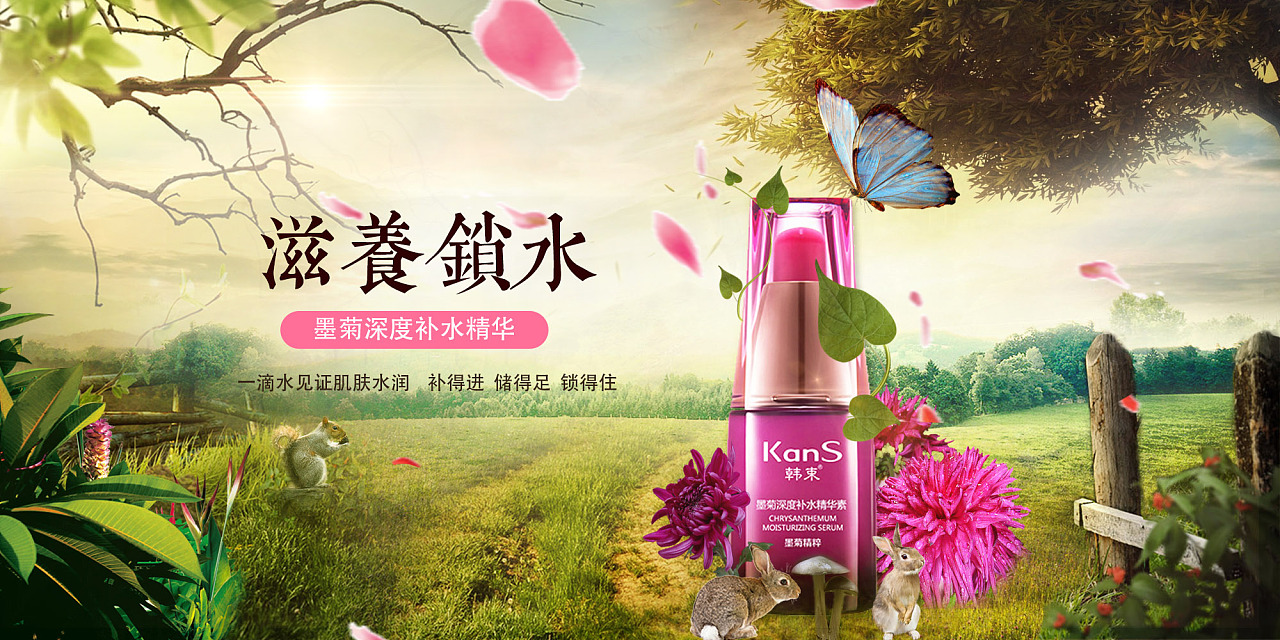 滋養鎖水
墨菊深度补水精华
一滴水见证肌肤水润 补得进 储得足 锁得住
KanS
韩束®
墨菊深度补水精华素
CHRYSANTHEMUM
MOISTURIZING SERUM
墨菊精粹